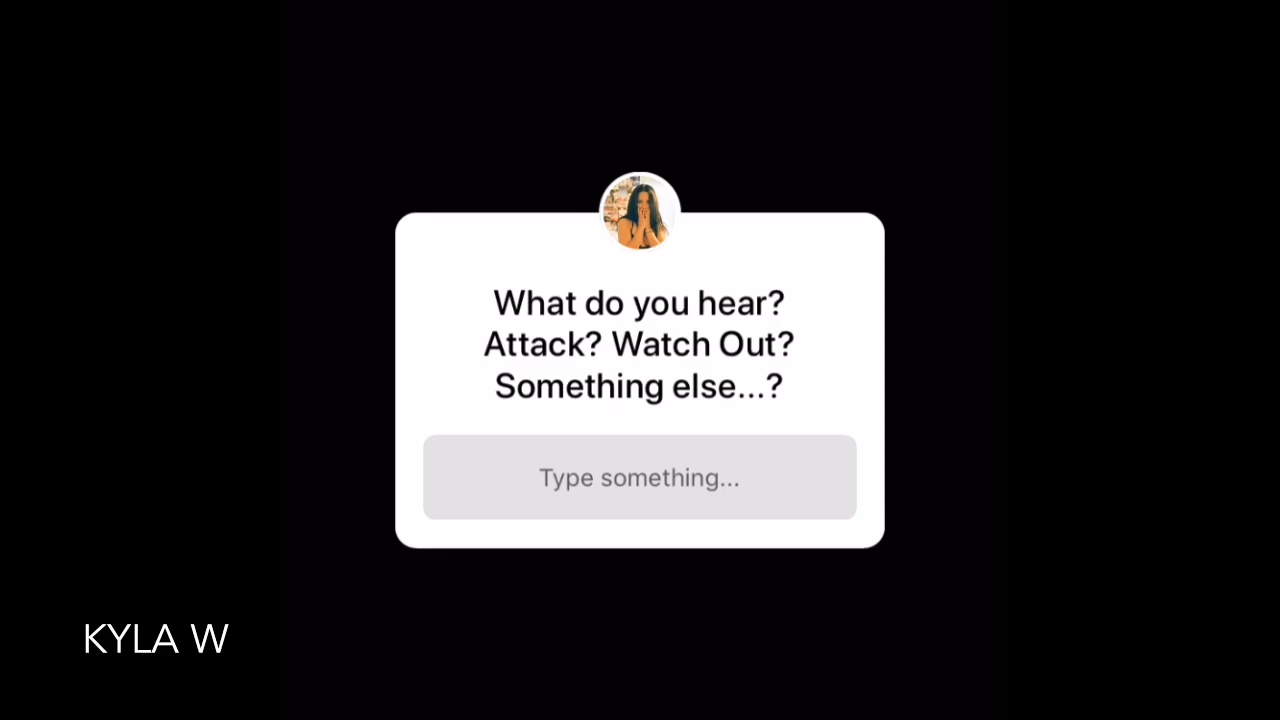 What do you hear?
Attack? Watch Out?
Something else...?
Type something...
KYLA W